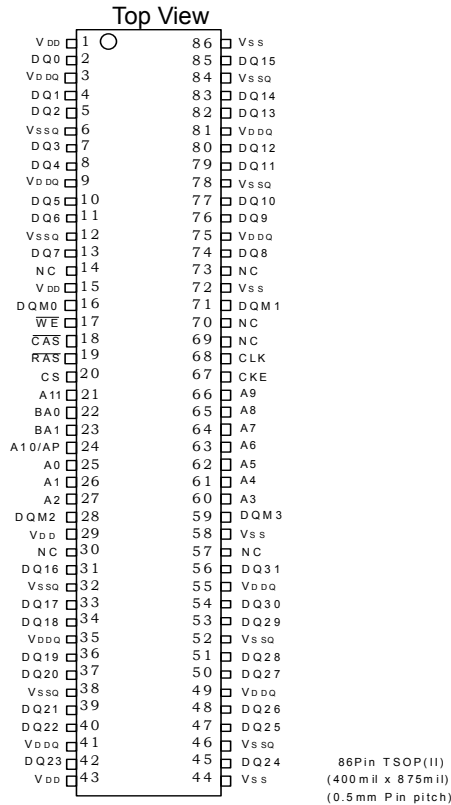 Top View
VDD 1 86 VSS
DQ0 2 85 DQ15
VDDQ 3 84 VSSQ
DQ1 4 83 DQ14
DQ2 5 82 DQ13
VSSQ 6 81 VDDQ
DQ3 7 80 DQ12
DQ4 8 79 DQ11
VDDQ 9 78 VSSQ
DQ5 10 77 DQ10
DQ6 11 76 DQ9
VSSQ 12 75 VDDQ
DQ7 13 74 DQ8
NC 14 73 NC
VDD 15 72 VSS
DQM0 16 71 DQM1
WE 17 70 NC
CAS 18 69 NC
RAS 19 68 CLK
CS 20 67 CKE
A11 21 66 A9
BA0 22 65 A8
BA1 23 64 A7
A10/AP 24 63 A6
A0 25 62 A5
A1 26 61 A4
A2 27 60 A3
DQM2 28 59 DQM3
VDD 29 58 VSS
NC 30 57 NC
DQ16 31 56 DQ31
VSSQ 32 55 VDDQ
DQ17 33 54 DQ30
DQ18 34 53 DQ29
VDDQ 35 52 VSSQ
DQ19 36 51 DQ28
DQ20 37 50 DQ27
VSSQ 38 49 VDDQ
DQ21 39 48 DQ26
DQ22 40 47 DQ25
VDDQ 41 46 VSSQ
DQ23 42 45 DQ24
VDD 43 44 VSS
86Pin TSOP(II)
(400mil x 875mil)
(0.5mm Pin pitch)